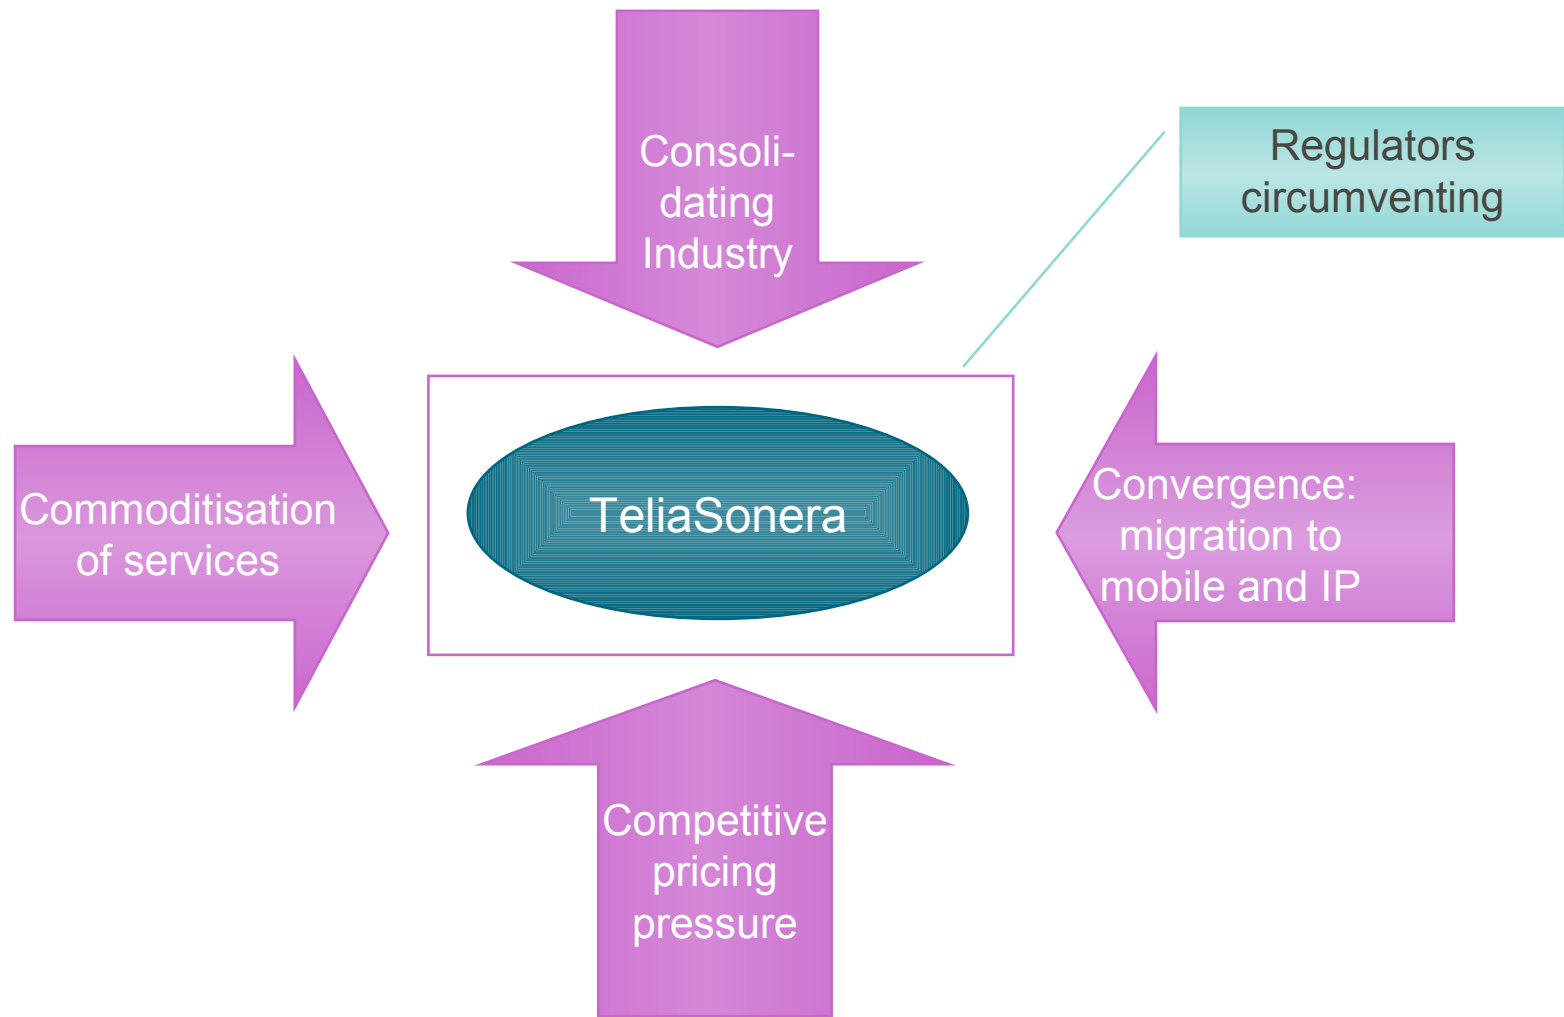 Consoli-
dating
Industry
Regulators
circumventing
Commoditisation
of services
TeliaSonera
Convergence:
migration to
mobile and IP
Competitive
pricing
pressure